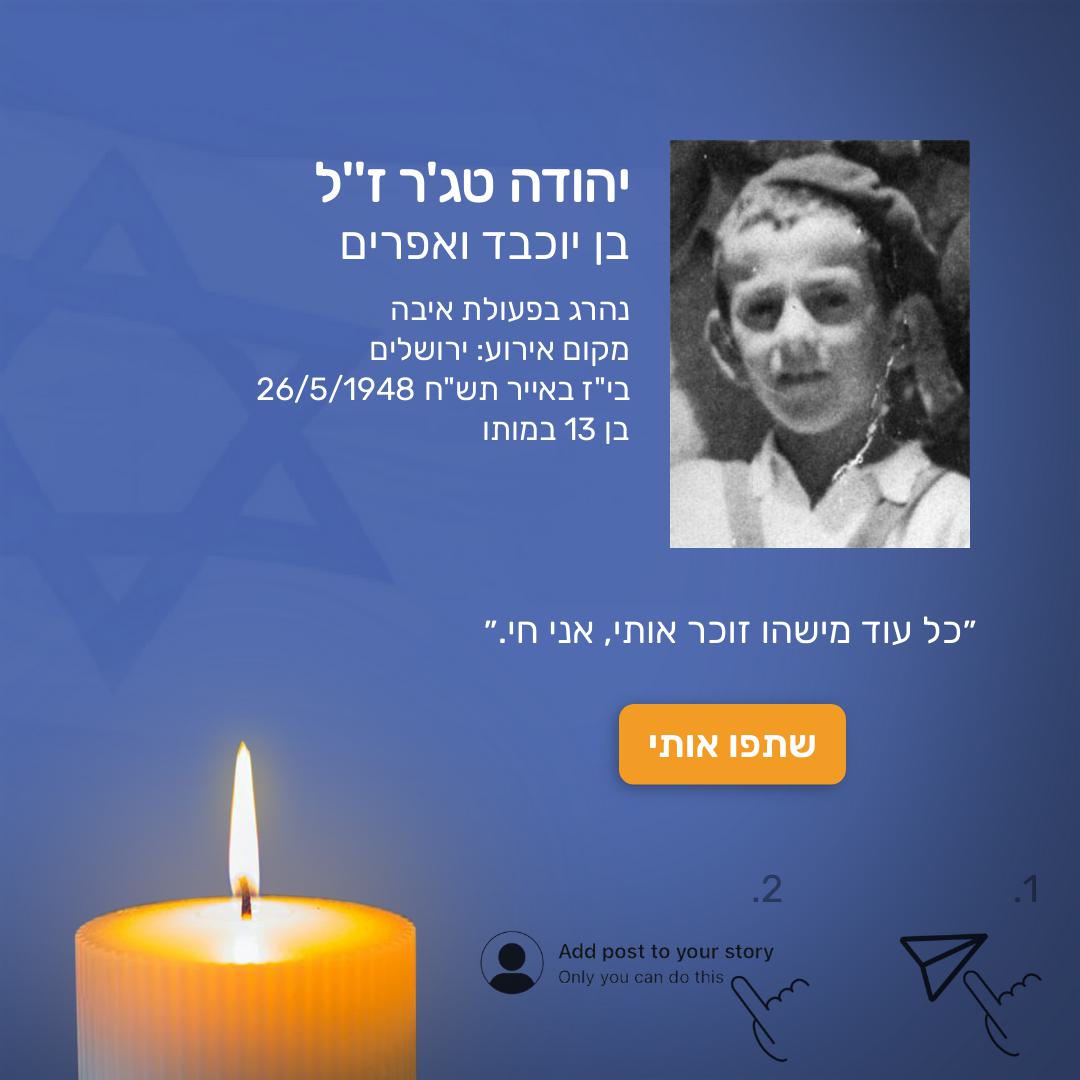 יהודה טג'ר ז"ל
בן יוכבד ואפרים
נהרג בפעולת איבה
מקום אירוע: ירושלים
בי"ז באייר תש"ח 26/5/1948
בן 13 במותו
״כל עוד מישהו זוכר אותי, אני חי.״
שתפו אותי
1.
2.
Add post to your story
Only you can do this